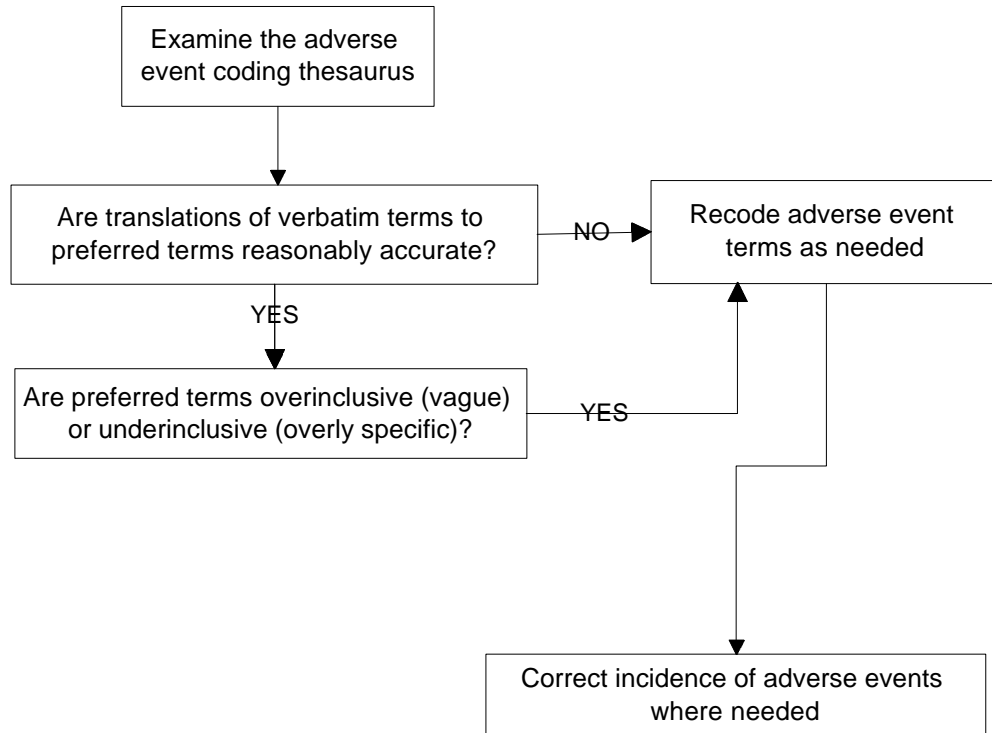 Examine the adverse
event coding thesaurus
Are translations of verbatim terms to
preferred terms reasonably accurate?
NO
Recode adverse event
terms as needed
YES
Are preferred terms overinclusive (vague)
or underinclusive (overly specific)?
YES
Correct incidence of adverse events
where needed